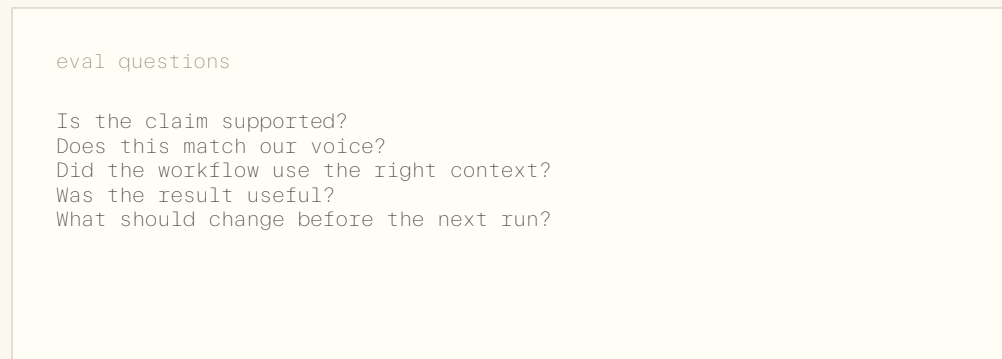 eval questions
Is the claim supported?
Does this match our voice?
Did the workflow use the right context?
Was the result useful?
What should change before the next run?